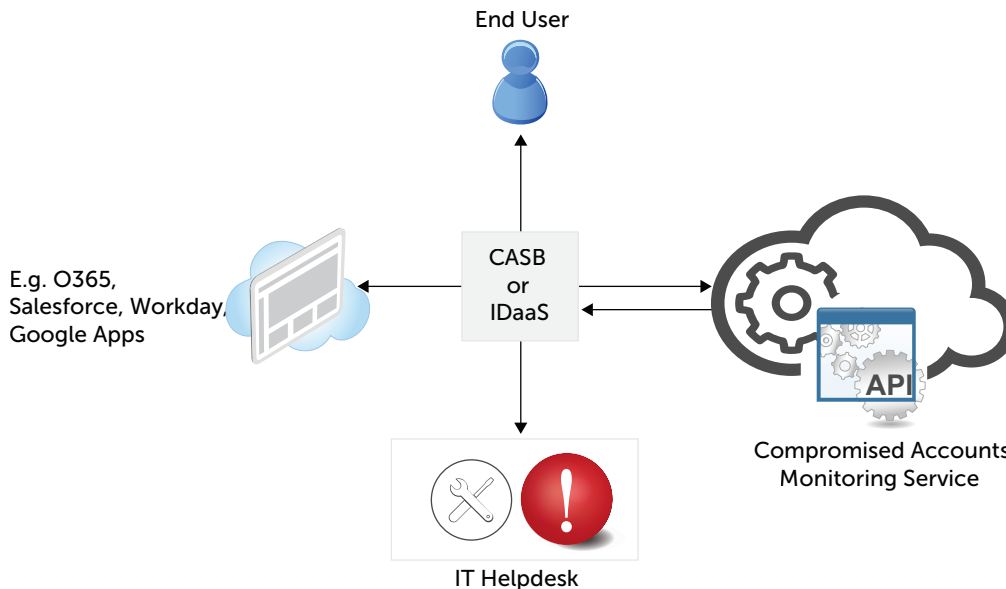 End User
CASB
or
IDaaS
E.g. O365,
Salesforce, Workday,
Google Apps
API
Compromised Accounts
Monitoring Service
IT Helpdesk